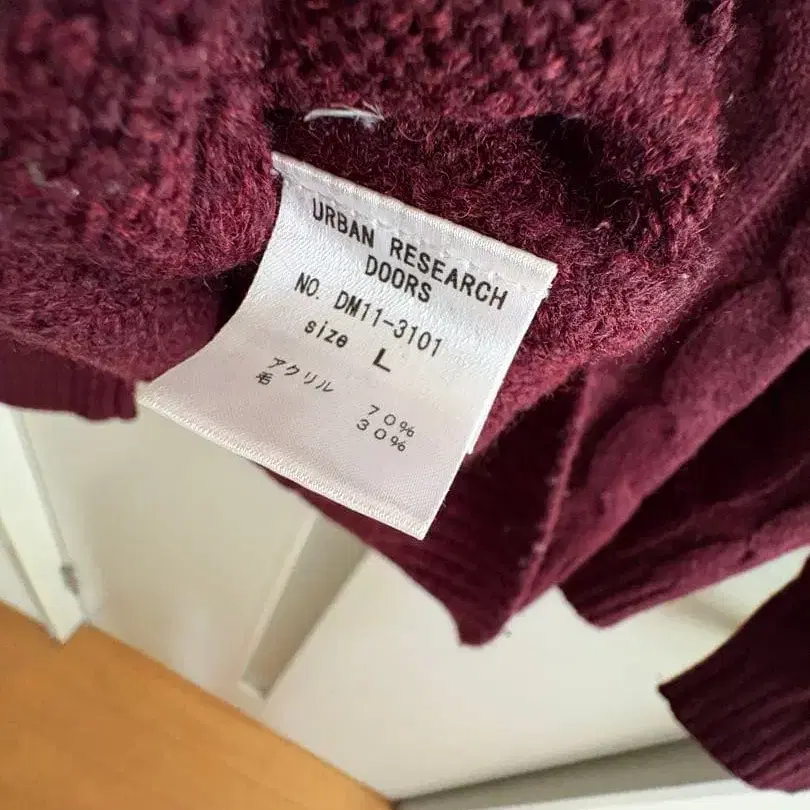 URBAN RESEARCH
DOORS
NO. DM11-3101
size L
アクリル 70%
毛 30%